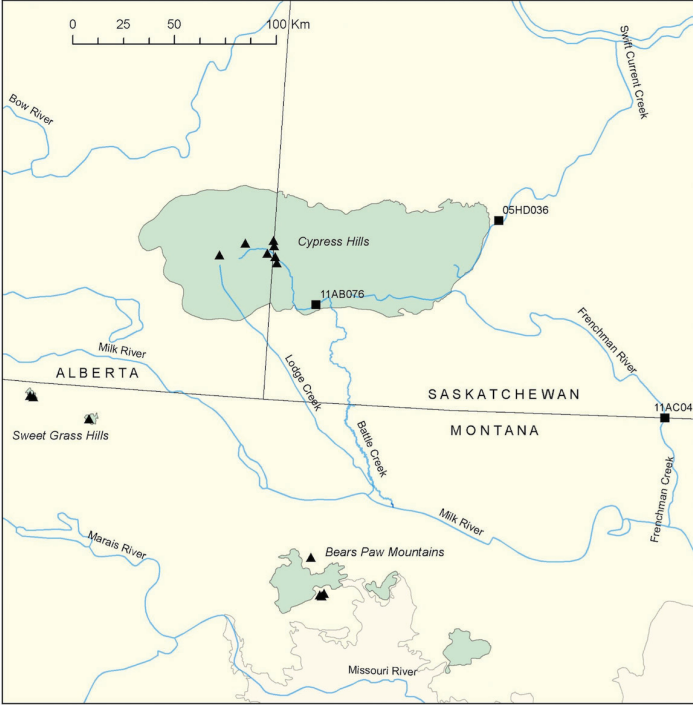 0 25 50 100 Km
Swift Current Creek
Bow River
05HD036
Cypress Hills
11AB076
Frenchman River
Milk River
Lodge Creek
ALBERTA
SASKATCHEWAN
11AC04
MONTANA
Sweet Grass Hills
Battle Creek
Frenchman Creek
Milk River
Marais River
Bears Paw Mountains
Missouri River